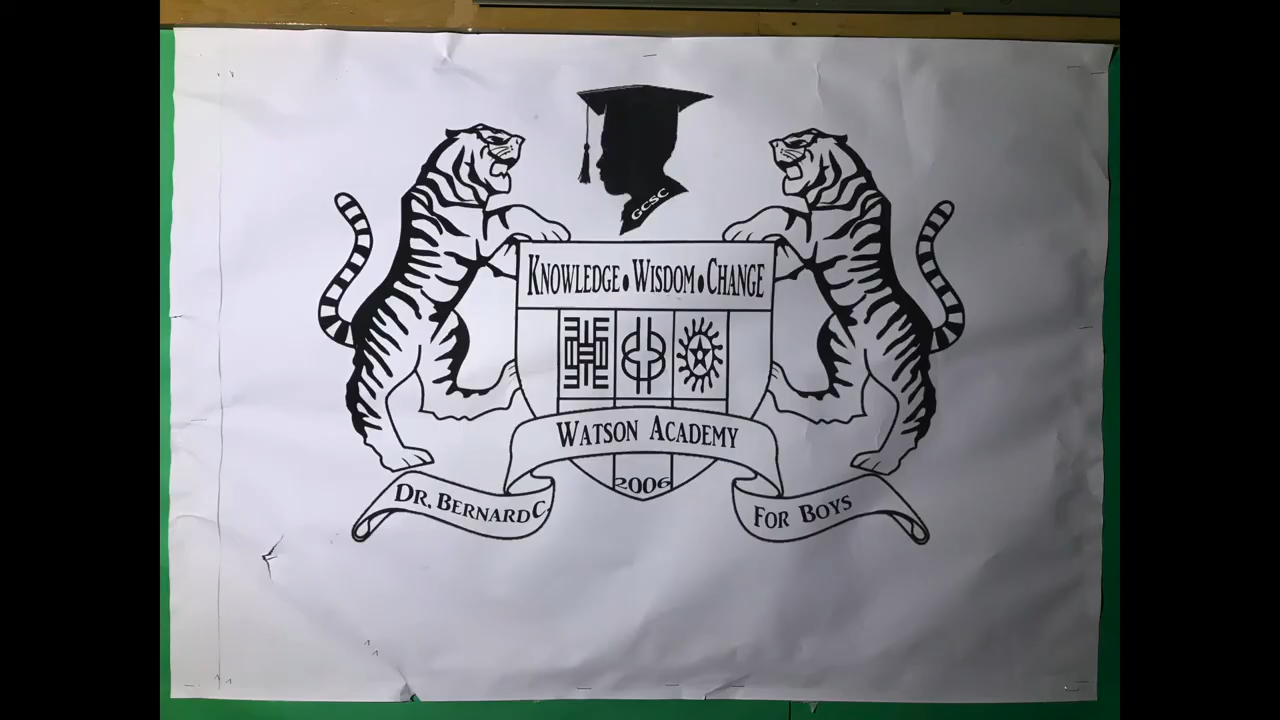 GCSC
KNOWLEDGE • WISDOM • CHANGE
WATSON ACADEMY
2006
DR. BERNARD C.
FOR BOYS